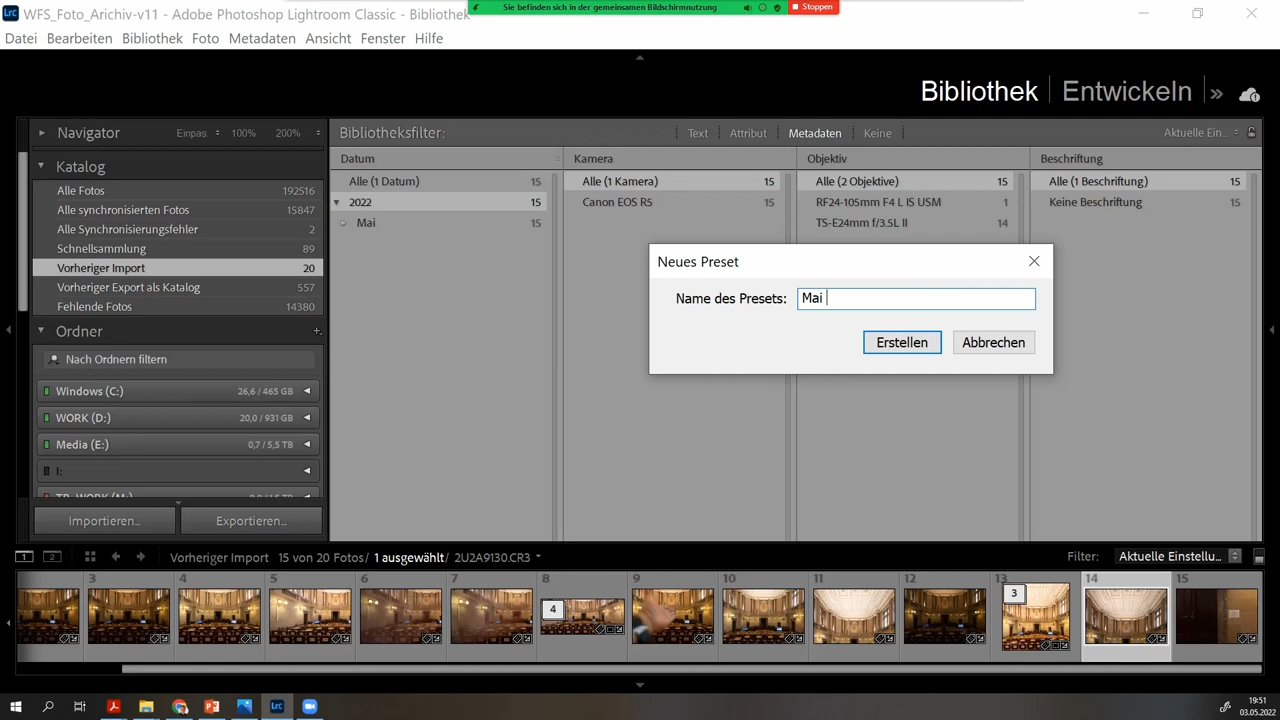 WFS_Foto_Arichiv-v11 - Adobe Photoshop Lightroom Classic - Bibliothek
Sie befinden sich in der gemeinsamen Bildschirmnutzung
Stoppen
Datei Bearbeiten Bibliothek Foto Metadaten Ansicht Fenster Hilfe
Bibliothek Entwickeln »
Navigator Einpas. 100% 200%
Bibliotheksfilter: Text Attribut Metadaten Keine Aktuelle Ein...
Katalog
Alle Fotos 192516
Alle synchronisierten Fotos 15847
Alle Synchronisierungsfehler 2
Schnellsammlung 89
Vorheriger Import 20
Vorheriger Export als Katalog 557
Fehlende Fotos 14380
Ordner +
Nach Ordnern filtern
Windows (C:) 26,6 / 465 GB
WORK (D:) 20,0 / 931 GB
Media (E:) 0,7 / 5,5 TB
I:
Importieren... Exportieren...
Datum Kamera Objektiv Beschriftung
Alle (1 Datum) 15 Alle (1 Kamera) 15 Alle (2 Objektive) 15 Alle (1 Beschriftung) 15
2022 15 Canon EOS R5 15 RF24-105mm F4 L IS USM 1 Keine Beschriftung 15
Mai 15 TS-E24mm f/3.5L II 14
Neues Preset
Name des Presets: Mai
Erstellen Abbrechen
1 2 Vorheriger Import 15 von 20 Fotos/ 1 ausgewählt/ 2U2A9130.CR3
Filter: Aktuelle Einstellu...
3 4 5 6 7 8 9 10 11 12 13 14 15
4 3
Lrc
19:51
03.05.2022